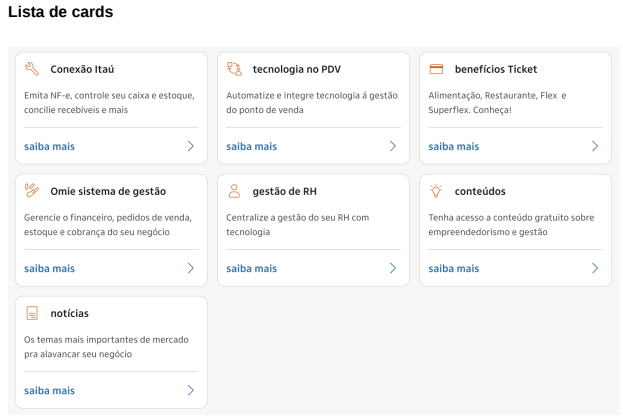 Lista de cards
Conexão Itaú
Emita NF-e, controle seu caixa e estoque,
concilie recebíveis e mais
saiba mais
tecnologia no PDV
Automatize e integre tecnologia á gestão
do ponto de venda
saiba mais
benefícios Ticket
Alimentação, Restaurante, Flex e
Superflex. Conheça!
saiba mais
Omie sistema de gestão
Gerencie o financeiro, pedidos de venda,
estoque e cobrança do seu negócio
saiba mais
gestão de RH
Centralize a gestão do seu RH com
tecnologia
saiba mais
conteúdos
Tenha acesso a conteúdo gratuito sobre
empreendedorismo e gestão
saiba mais
notícias
Os temas mais importantes de mercado
pra alavancar seu negócio
saiba mais